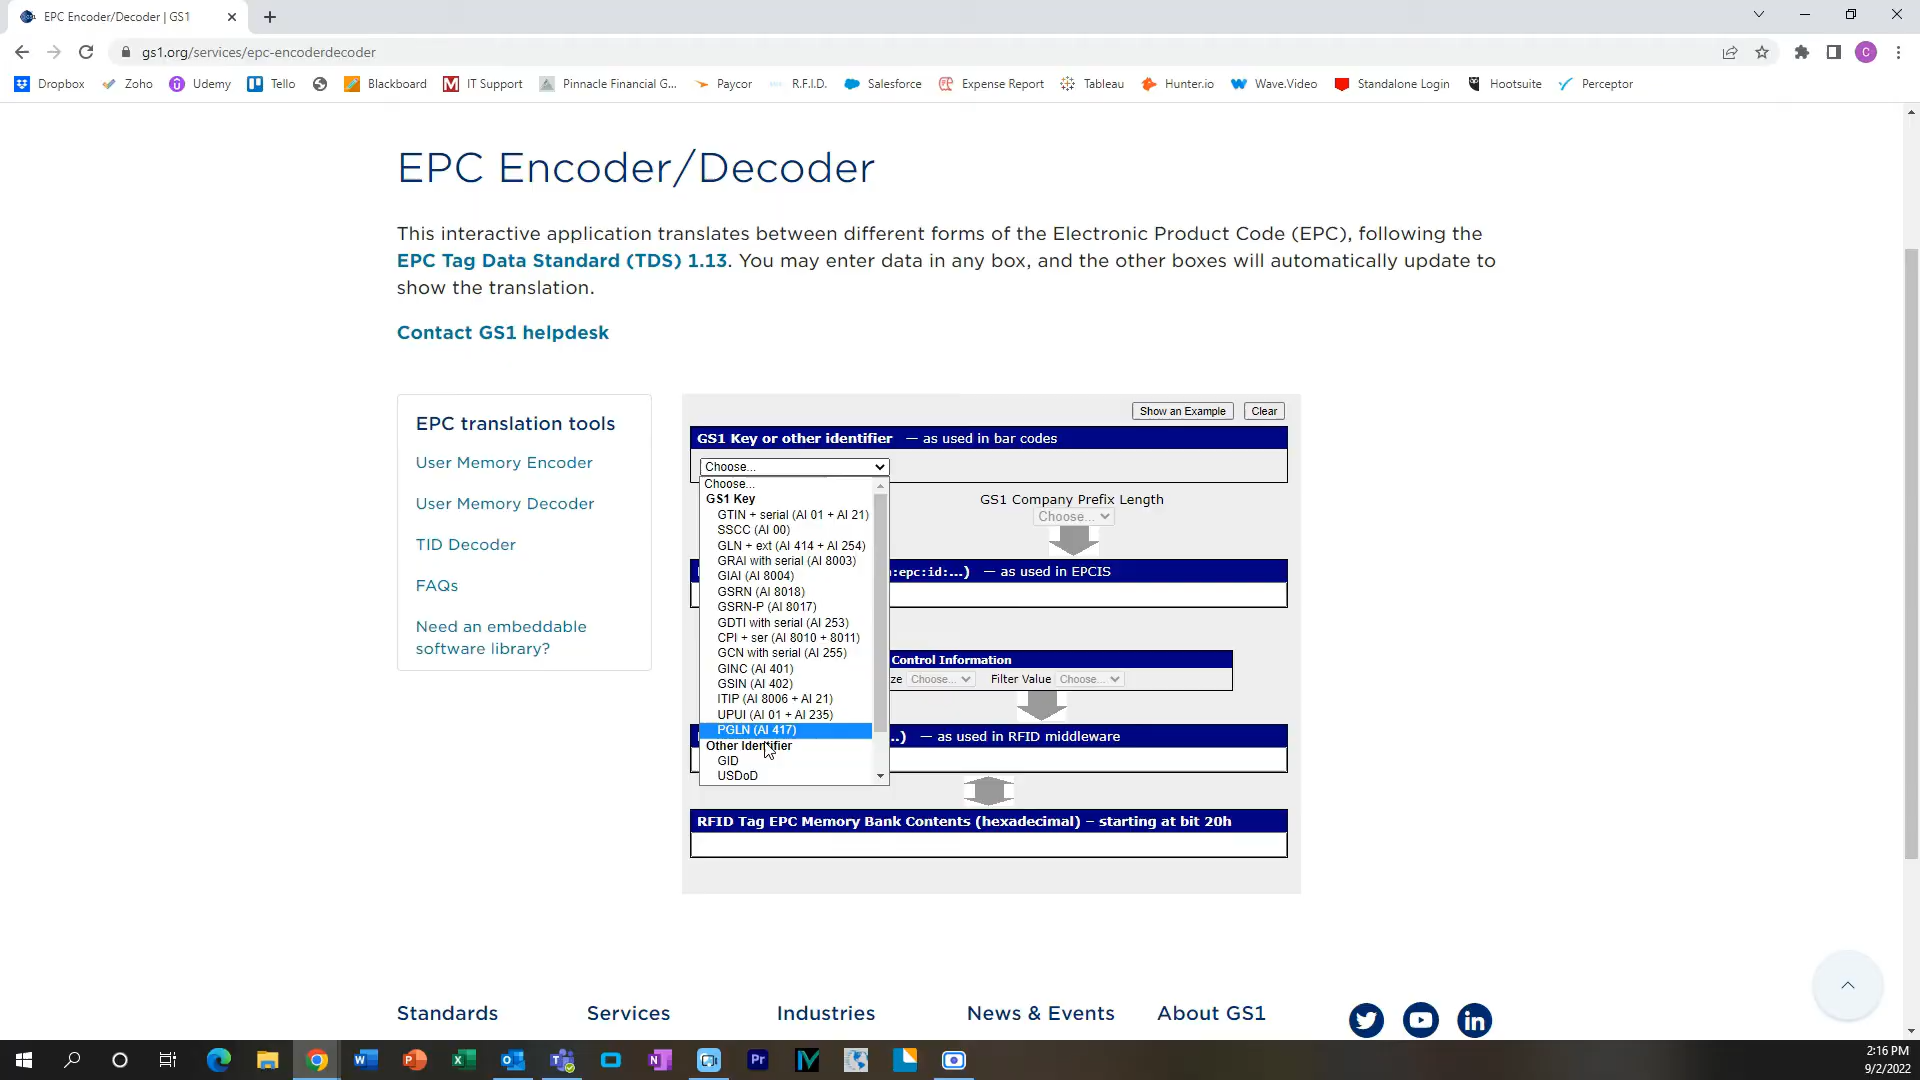 EPC Encoder/Decoder | GS1
gs1.org/services/epc-encoderdecoder
C
Dropbox Zoho Udemy Tello Blackboard IT Support Pinnacle Financial G... Paycor R.F.I.D. Salesforce Expense Report Tableau Hunter.io Wave.Video Standalone Login Hootsuite Perceptor
EPC Encoder/Decoder
This interactive application translates between different forms of the Electronic Product Code (EPC), following the
EPC Tag Data Standard (TDS) 1.13. You may enter data in any box, and the other boxes will automatically update to
show the translation.
Contact GS1 helpdesk
EPC translation tools
User Memory Encoder
User Memory Decoder
TID Decoder
FAQs
Need an embeddable
software library?
Show an Example Clear
GS1 Key or other identifier — as used in bar codes
Choose...
Choose...
GS1 Key
GTIN + serial (AI 01 + AI 21)
SSCC (AI 00)
GLN + ext (AI 414 + AI 254)
GRAI with serial (AI 8003)
GIAI (AI 8004)
GSRN (AI 8018)
GSRN-P (AI 8017)
GDTI with serial (AI 253)
CPI + ser (AI 8010 + 8011)
GCN with serial (AI 255)
GINC (AI 401)
GSIN (AI 402)
ITIP (AI 8006 + AI 21)
UPUI (AI 01 + AI 235)
PGLN (AI 417)
Other Identifier
GID
USDoD
GS1 Company Prefix Length
Choose...
:epc:id:...) — as used in EPCIS
Control Information
ze Choose... Filter Value Choose...
..) — as used in RFID middleware
RFID Tag EPC Memory Bank Contents (hexadecimal) – starting at bit 20h
Standards Services Industries News & Events About GS1
2:16 PM
9/2/2022